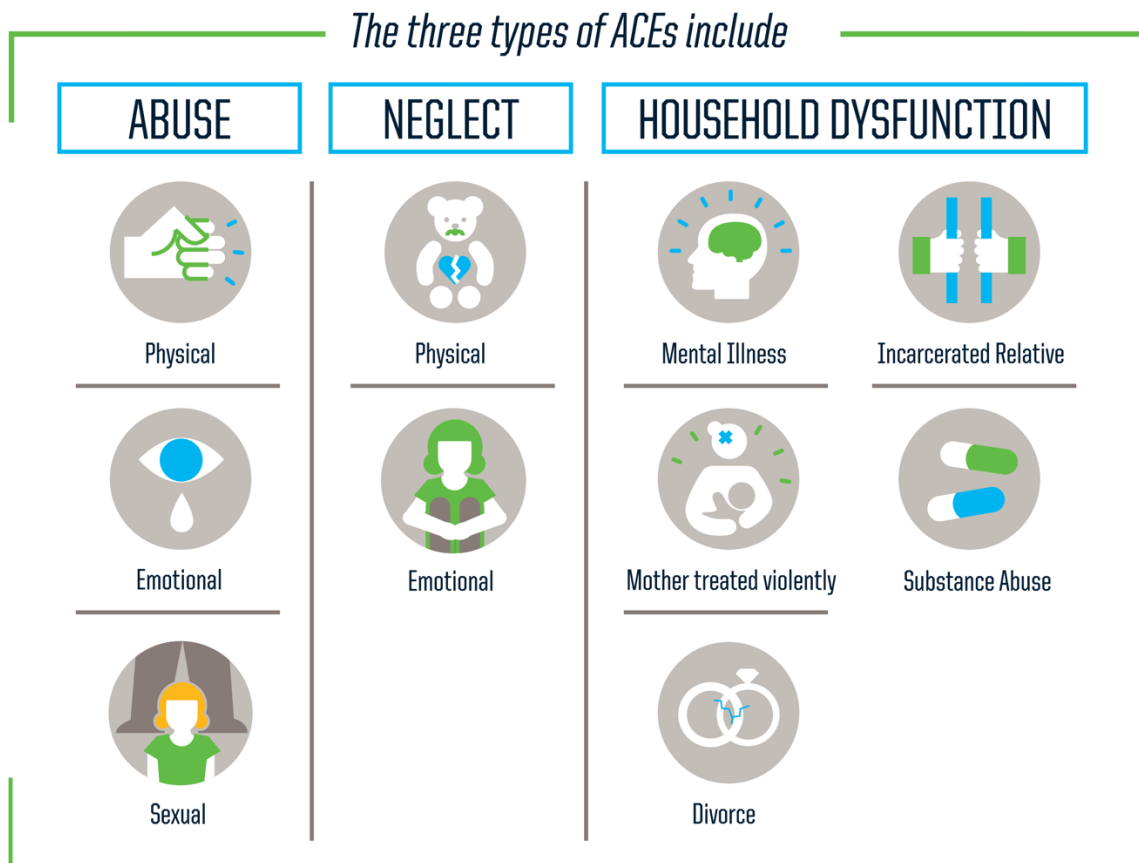 The three types of ACEs include
ABUSE
Physical
Emotional
Sexual
NEGLECT
Physical
Emotional
HOUSEHOLD DYSFUNCTION
Mental Illness
Incarcerated Relative
Mother treated violently
Substance Abuse
Divorce